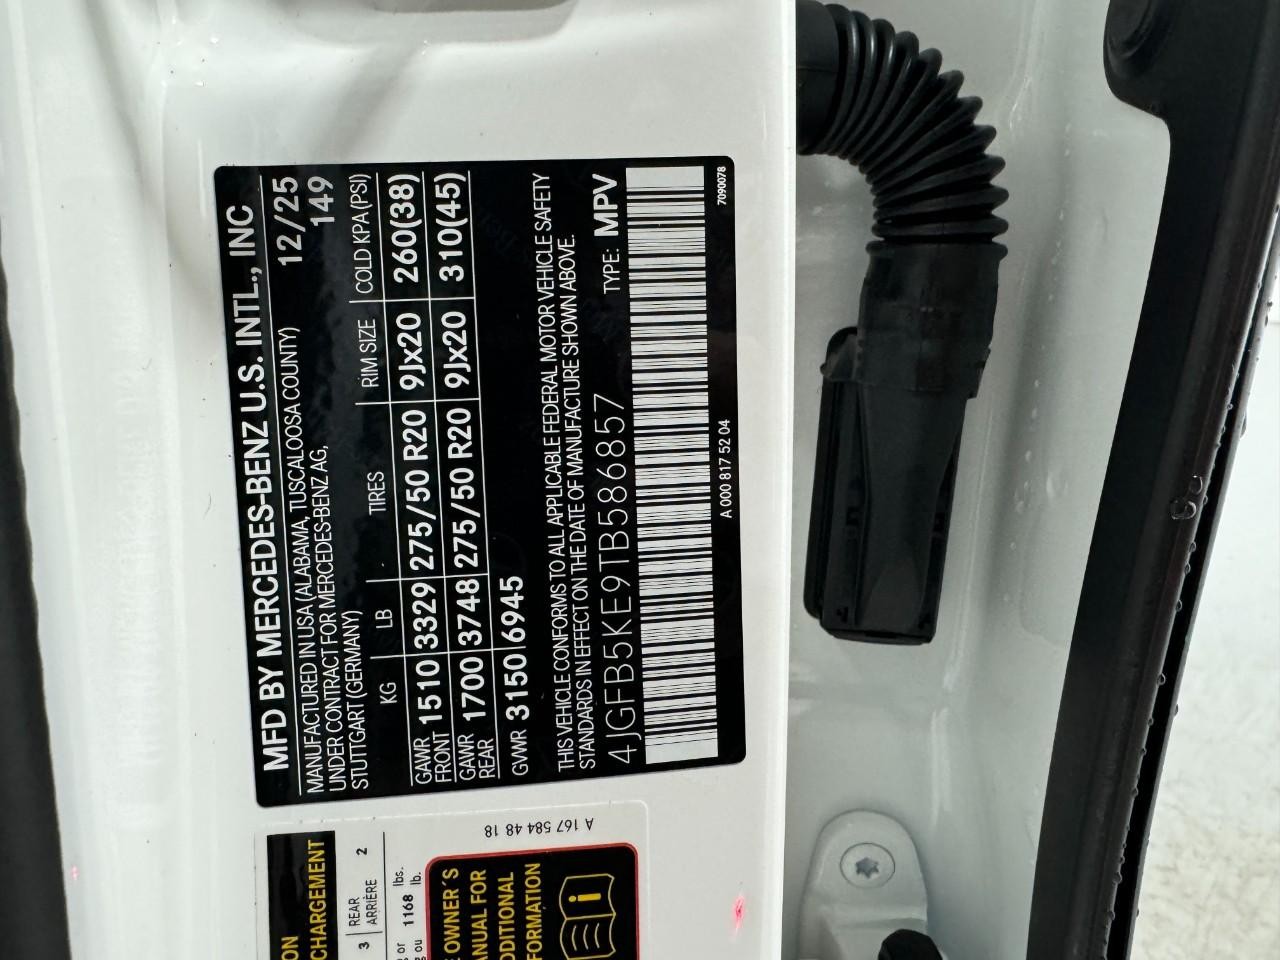 MFD BY MERCEDES-BENZ U.S. INTL., INC
MANUFACTURED IN USA (ALABAMA, TUSCALOOSA COUNTY) 12/25
UNDER CONTRACT FOR MERCEDES-BENZ AG, 149
STUTTGART (GERMANY)
KG LB TIRES RIM SIZE COLD KPA (PSI)
GAWR FRONT 1510 3329 275/50 R20 9Jx20 260(38)
GAWR REAR 1700 3748 275/50 R20 9Jx20 310(45)
GVWR 3150 6945
THIS VEHICLE CONFORMS TO ALL APPLICABLE FEDERAL MOTOR VEHICLE SAFETY
STANDARDS IN EFFECT ON THE DATE OF MANUFACTURE SHOWN ABOVE.
4JGFB5KE9TB586857 TYPE: MPV
A 000 817 52 04 7090078
A 167 584 48 18
CHARGEMENT
3 REAR 2
ARRIÈRE
or 1168 lbs.
ou lb.
OWNER'S
FOR